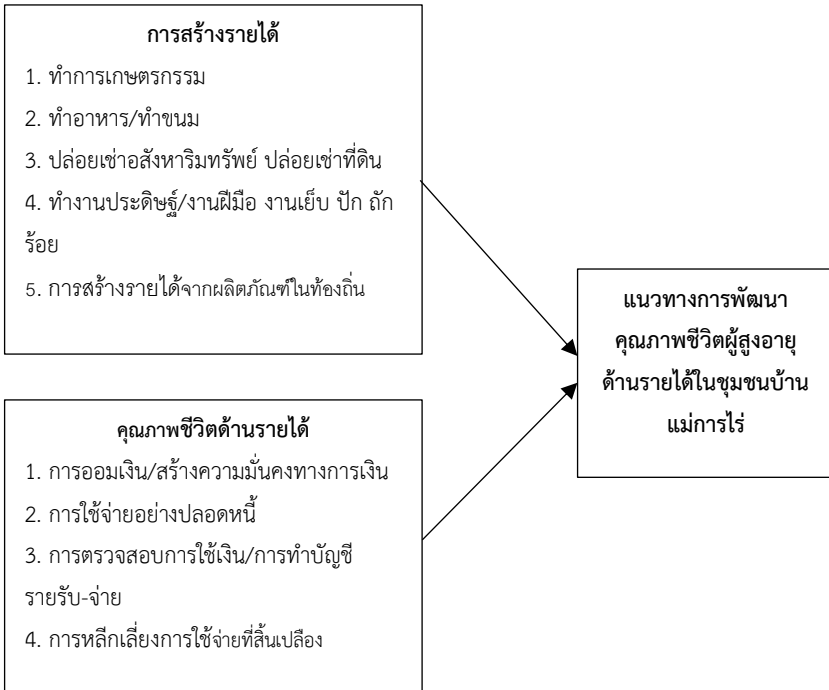 การสร้างรายได้
1. ทำการเกษตรกรรม
2. ทำอาหาร/ทำขนม
3. ปล่อยเช่าอสังหาริมทรัพย์ ปล่อยเช่าที่ดิน
4. ทำงานประดิษฐ์/งานฝีมือ งานเย็บ ปัก ถัก
ร้อย
5. การสร้างรายได้จากผลิตภัณฑ์ในท้องถิ่น
คุณภาพชีวิตด้านรายได้
1. การออมเงิน/สร้างความมั่นคงทางการเงิน
2. การใช้จ่ายอย่างปลอดหนี้
3. การตรวจสอบการใช้เงิน/การทำบัญชี
รายรับ-จ่าย
4. การหลีกเลี่ยงการใช้จ่ายที่สิ้นเปลือง
แนวทางการพัฒนา
คุณภาพชีวิตผู้สูงอายุ
ด้านรายได้ในชุมชนบ้าน
แม่การไร่